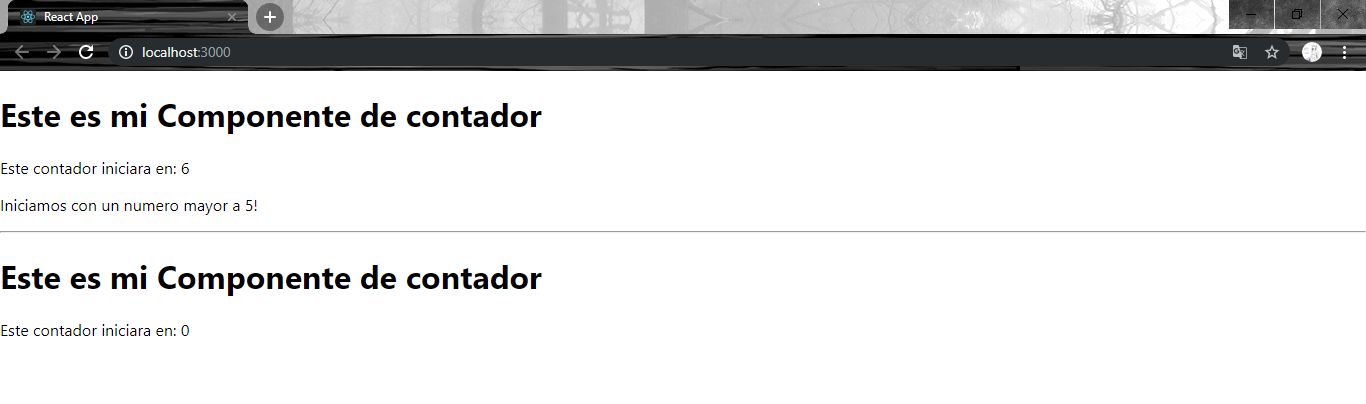 React App
localhost:3000
Este es mi Componente de contador
Este contador iniciara en: 6
Iniciamos con un numero mayor a 5!
Este es mi Componente de contador
Este contador iniciara en: 0